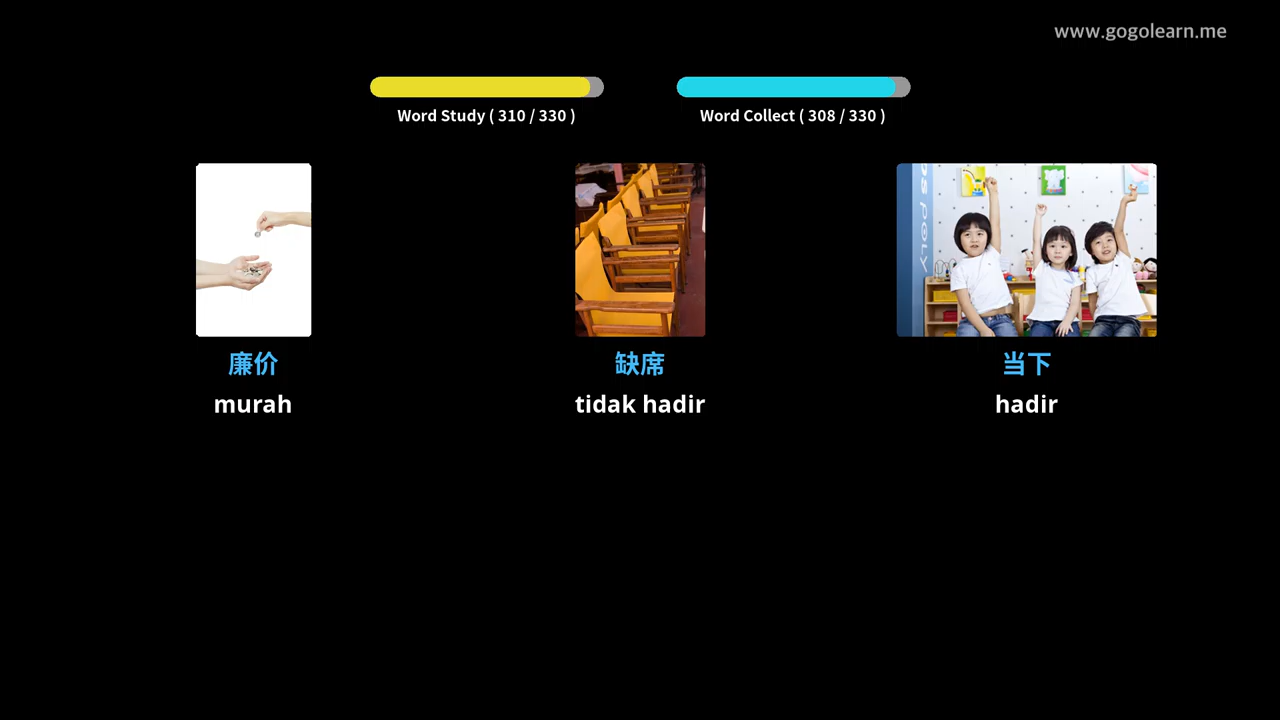 www.gogolearn.me
Word Study ( 310 / 330 )
Word Collect ( 308 / 330 )
廉价
缺席
当下
murah
tidak hadir
hadir